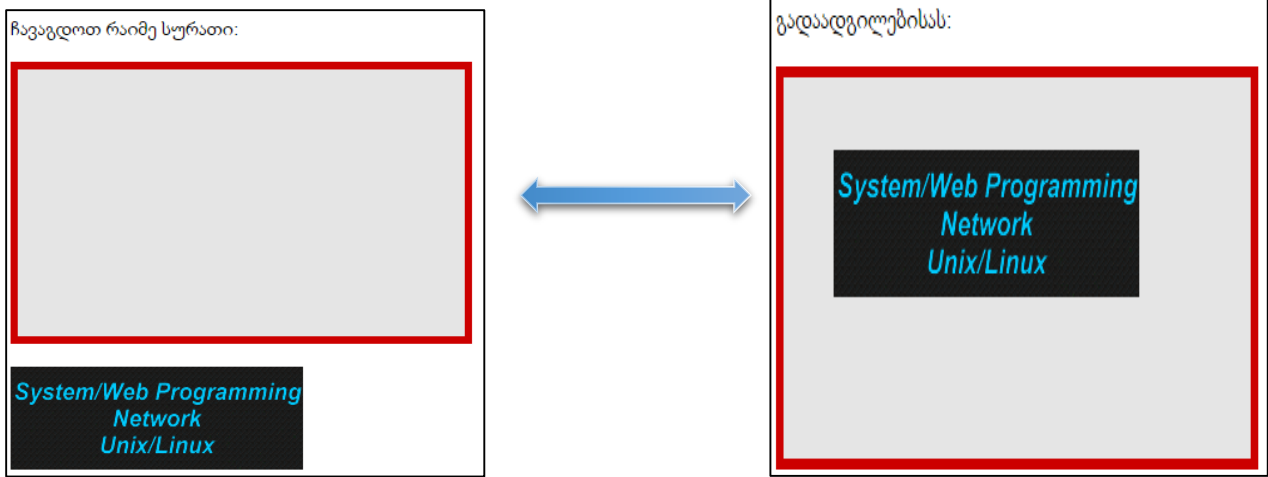 ჩავაგდოთ რაიმე სურათი:
System/Web Programming
Network
Unix/Linux
გადაადგილებისას:
System/Web Programming
Network
Unix/Linux